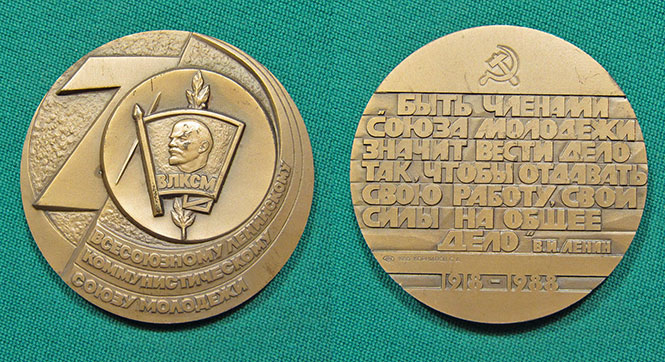 70
ВЛКСМ
ВСЕСОЮЗНОМУ ЛЕНИНСКОМУ
КОММУНИСТИЧЕСКОМУ
СОЮЗУ МОЛОДЕЖИ
„БЫТЬ ЧЛЕНАМИ
СОЮЗА МОЛОДЕЖИ
ЗНАЧИТ ВЕСТИ ДЕЛО
ТАК, ЧТОБЫ ОТДАВАТЬ
СВОЮ РАБОТУ, СВОИ
СИЛЫ НА ОБЩЕЕ
ДЕЛО" В.И.ЛЕНИН
1918-1988